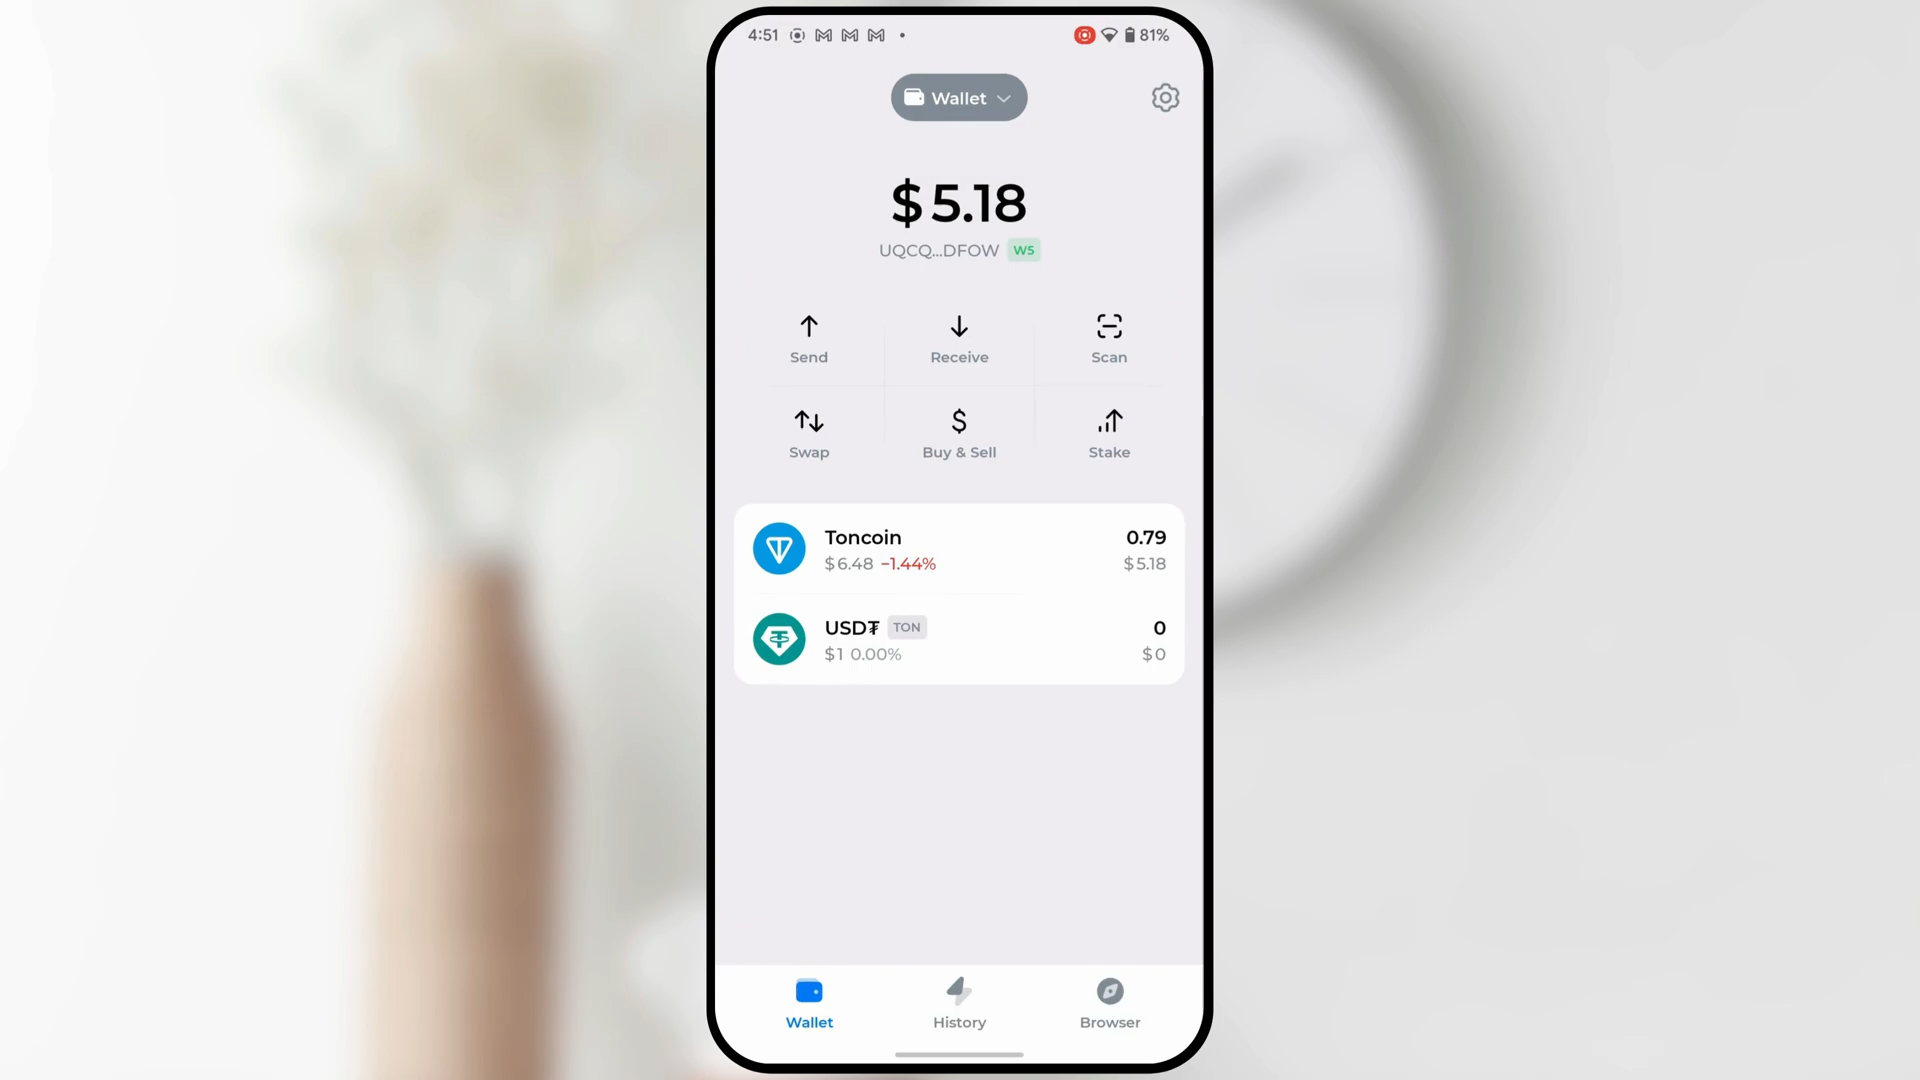 4:51 81%
Wallet
$ 5.18
UQCQ...DFOW W5
Send Receive Scan
Swap Buy & Sell Stake
Toncoin 0.79
$ 6.48 −1.44% $ 5.18
USD₮ TON 0
$ 1 0.00% $ 0
Wallet History Browser